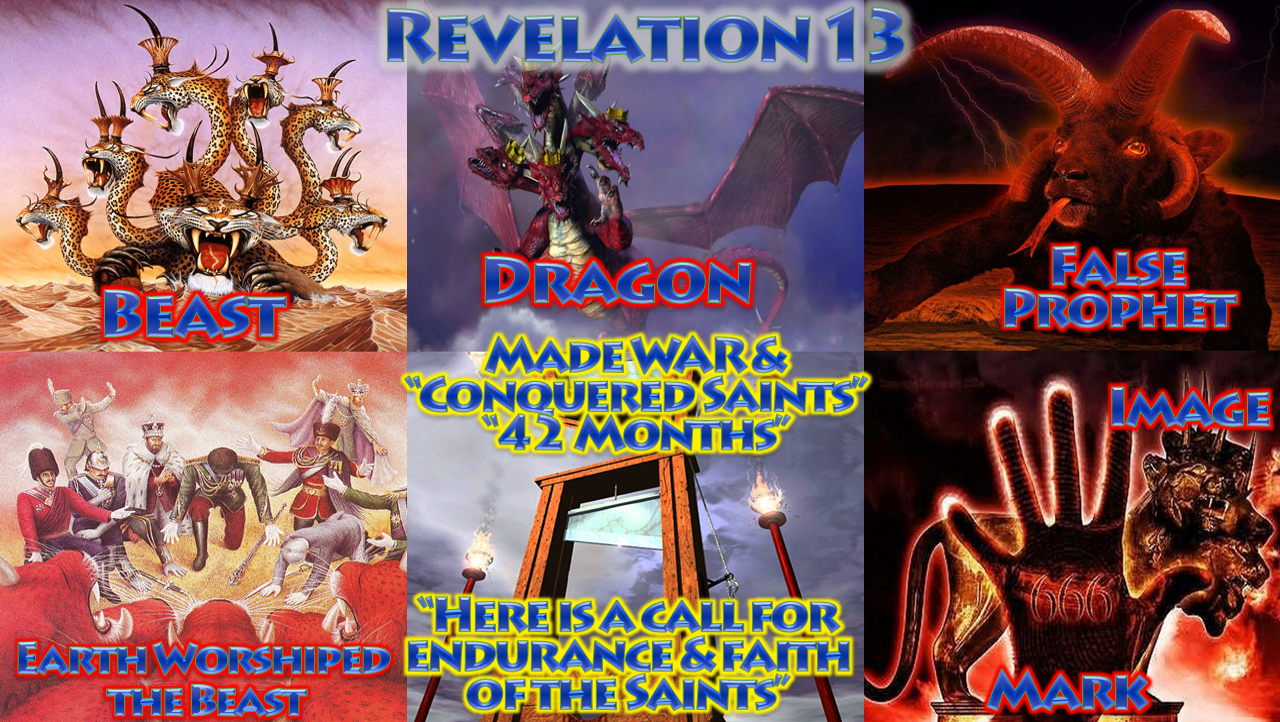 Revelation 13
Beast
Dragon
False
Prophet
Made WAR &
"Conquered Saints"
"42 Months"
Image
666
Earth Worshiped
the Beast
"Here is a call for
endurance & faith
of the Saints"
Mark